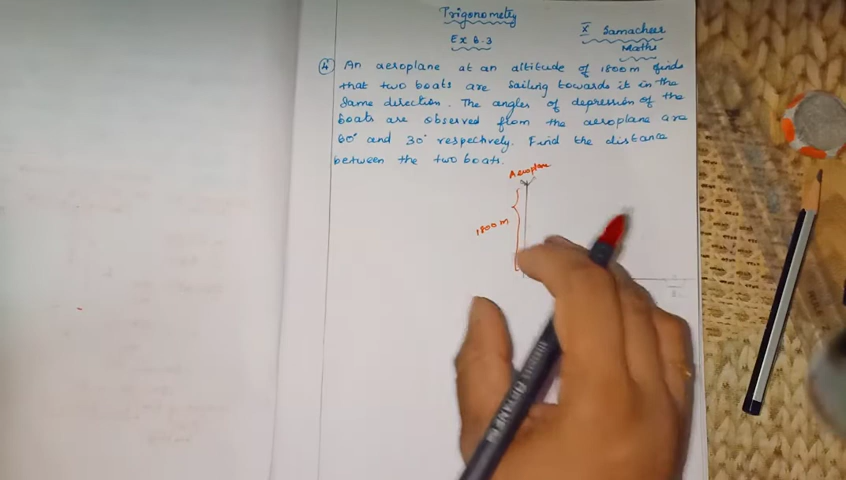 Trigonometry
Ex 6.3
X Samacheer
Maths
4 An aeroplane at an altitude of 1800m finds
that two boats are sailing towards it in the
same direction. The angles of depression of the
boats are observed from the aeroplane are
60° and 30° respectively. Find the distance
between the two boats.
Aeroplane
1800m